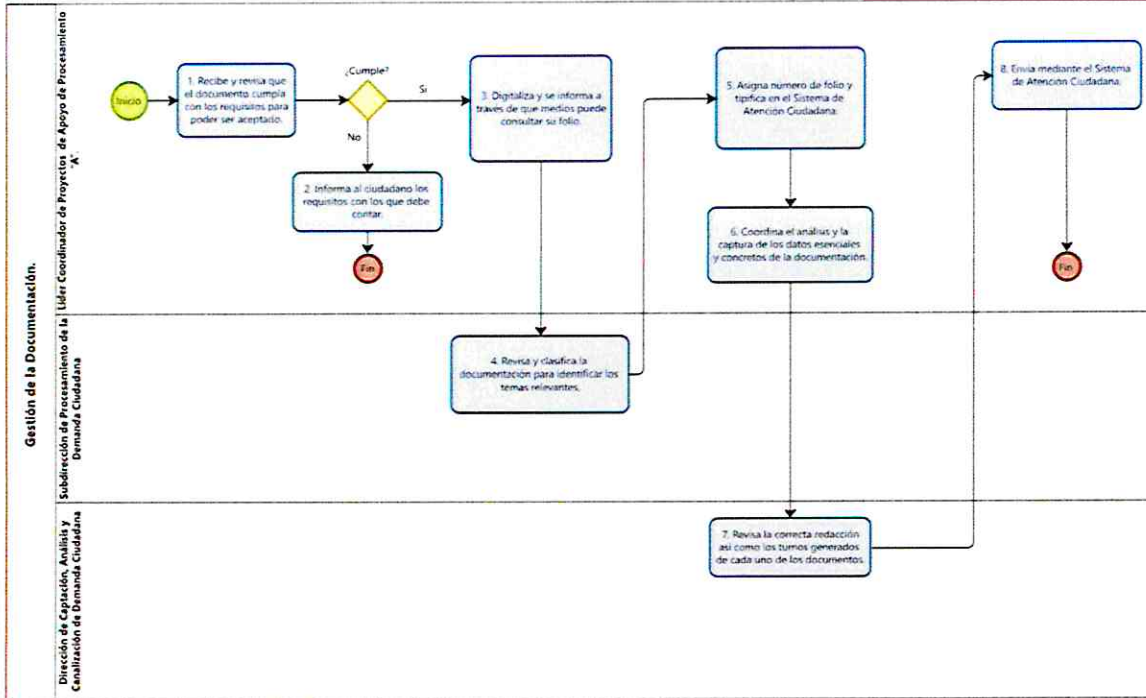 Gestión de la Documentación.
Líder Coordinador de Proyectos de Apoyo de Procesamiento
"A".
Inicio
1. Recibe y revisa que
el documento cumpla
con los requisitos para
poder ser aceptado.
¿Cumple?
Si
No
2. Informa al ciudadano los
requisitos con los que debe
contar.
Fin
3. Digitaliza y se informa a
través de que medios puede
consultar su folio.
5. Asigna número de folio y
tipifica en el Sistema de
Atención Ciudadana.
6. Coordina el análisis y la
captura de los datos esenciales
y concretos de la documentación.
8. Envía mediante el Sistema
de Atención Ciudadana.
Fin
Subdirección de Procesamiento de la
Demanda Ciudadana
4. Revisa y clasifica la
documentación para identificar los
temas relevantes.
Dirección de Captación, Análisis y
Canalización de Demanda Ciudadana
7. Revisa la correcta redacción
así como los turnos generados
de cada uno de los documentos.